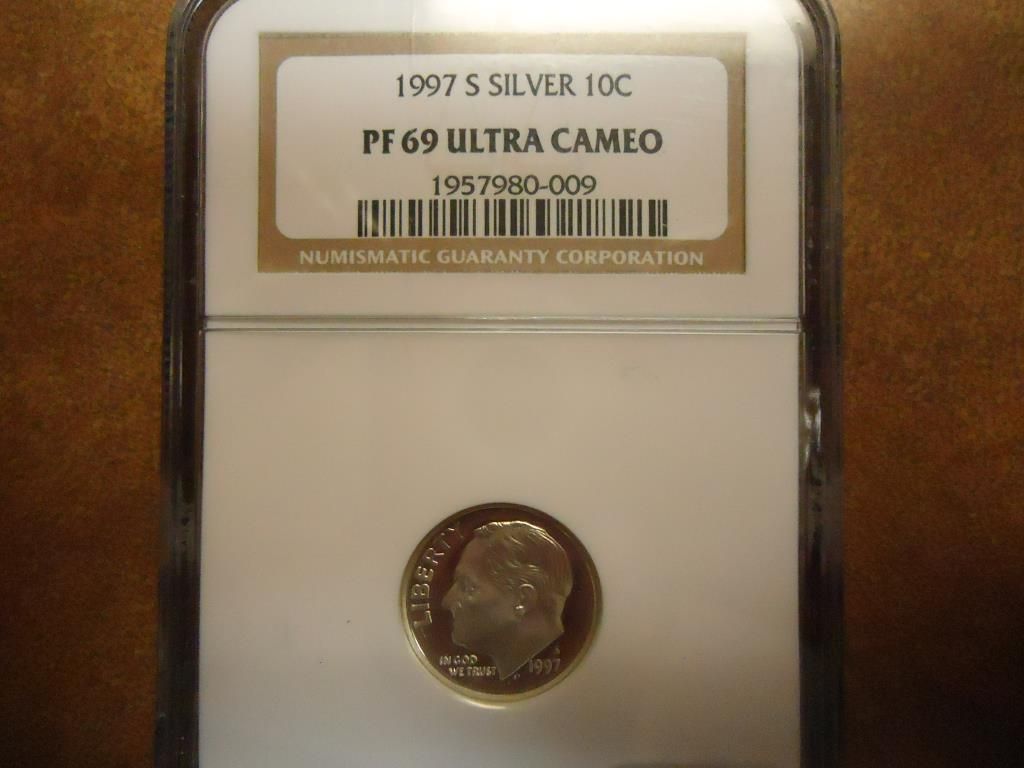 1997 S SILVER 10C
PF 69 ULTRA CAMEO
1957980-009
NUMISMATIC GUARANTY CORPORATION
LIBERTY
IN GOD
WE TRUST
S
1997